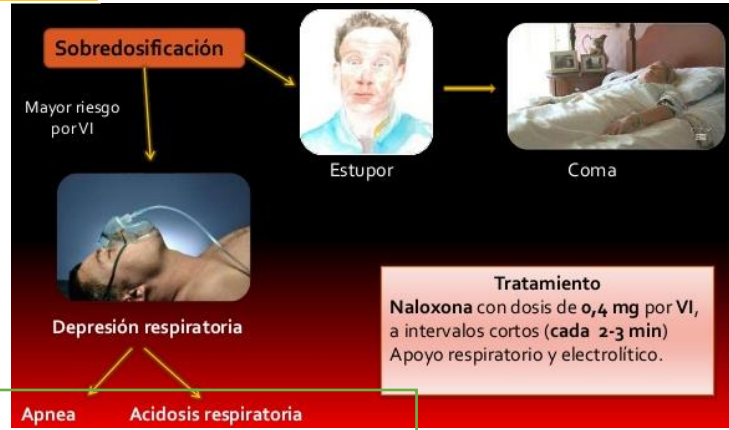 Sobredosificación
Mayor riesgo
por VI
Estupor
Coma
Depresión respiratoria
Apnea
Acidosis respiratoria
Tratamiento
Naloxona con dosis de 0,4 mg por VI,
a intervalos cortos (cada 2-3 min)
Apoyo respiratorio y electrolítico.